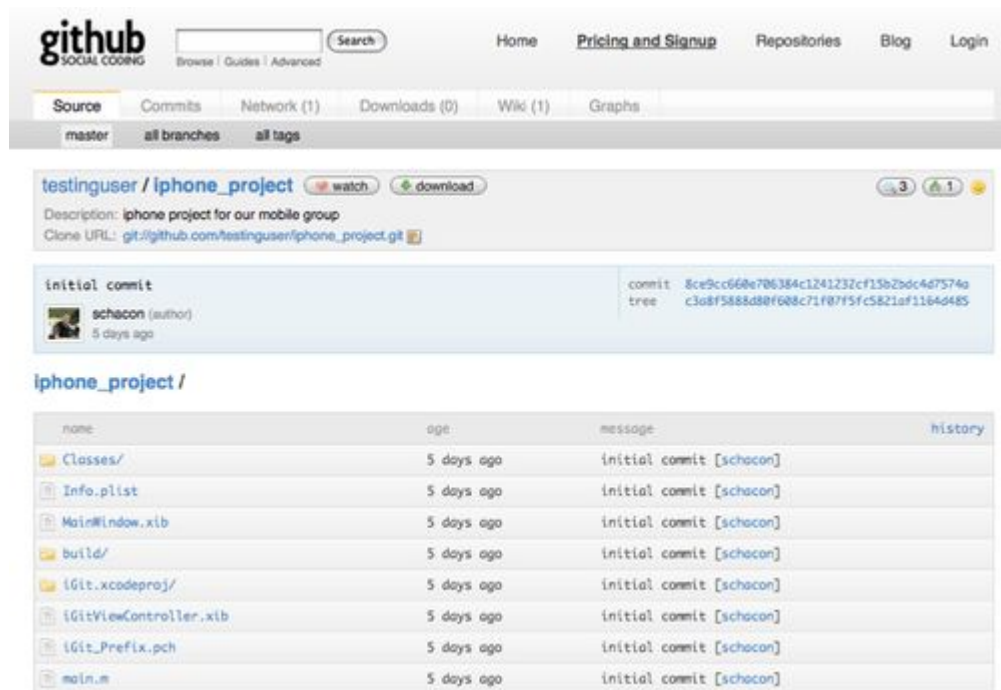 github
SOCIAL CODING
Search
Browse | Guides | Advanced
Home Pricing and Signup Repositories Blog Login
Source Commits Network (1) Downloads (0) Wiki (1) Graphs
master all branches all tags
testinguser / iphone_project watch download 3 1
Description: iphone project for our mobile group
Clone URL: git://github.com/testinguser/iphone_project.git
initial commit
schacon (author)
5 days ago
commit 8ce9cc660e706384c1241232cf15b2bdc4d7574a
tree c3a8f5888d80f608c71f07f5fc5821af1164d485
iphone_project /
name age message history
Classes/ 5 days ago initial commit [schacon]
Info.plist 5 days ago initial commit [schacon]
MainWindow.xib 5 days ago initial commit [schacon]
build/ 5 days ago initial commit [schacon]
iGit.xcodeproj/ 5 days ago initial commit [schacon]
iGitViewController.xib 5 days ago initial commit [schacon]
iGit_Prefix.pch 5 days ago initial commit [schacon]
main.m 5 days ago initial commit [schacon]